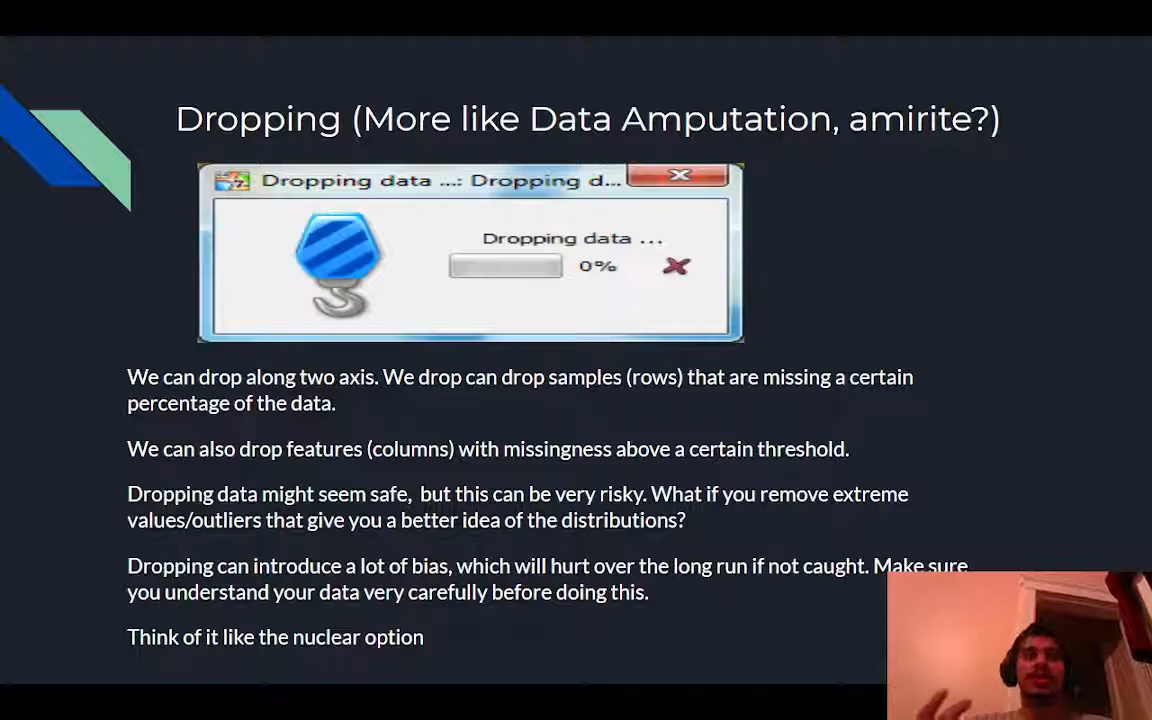 Dropping (More like Data Amputation, amirite?)
Dropping data ...: Dropping d...
Dropping data ...
0%
We can drop along two axis. We drop can drop samples (rows) that are missing a certain
percentage of the data.
We can also drop features (columns) with missingness above a certain threshold.
Dropping data might seem safe, but this can be very risky. What if you remove extreme
values/outliers that give you a better idea of the distributions?
Dropping can introduce a lot of bias, which will hurt over the long run if not caught. Make sure
you understand your data very carefully before doing this.
Think of it like the nuclear option